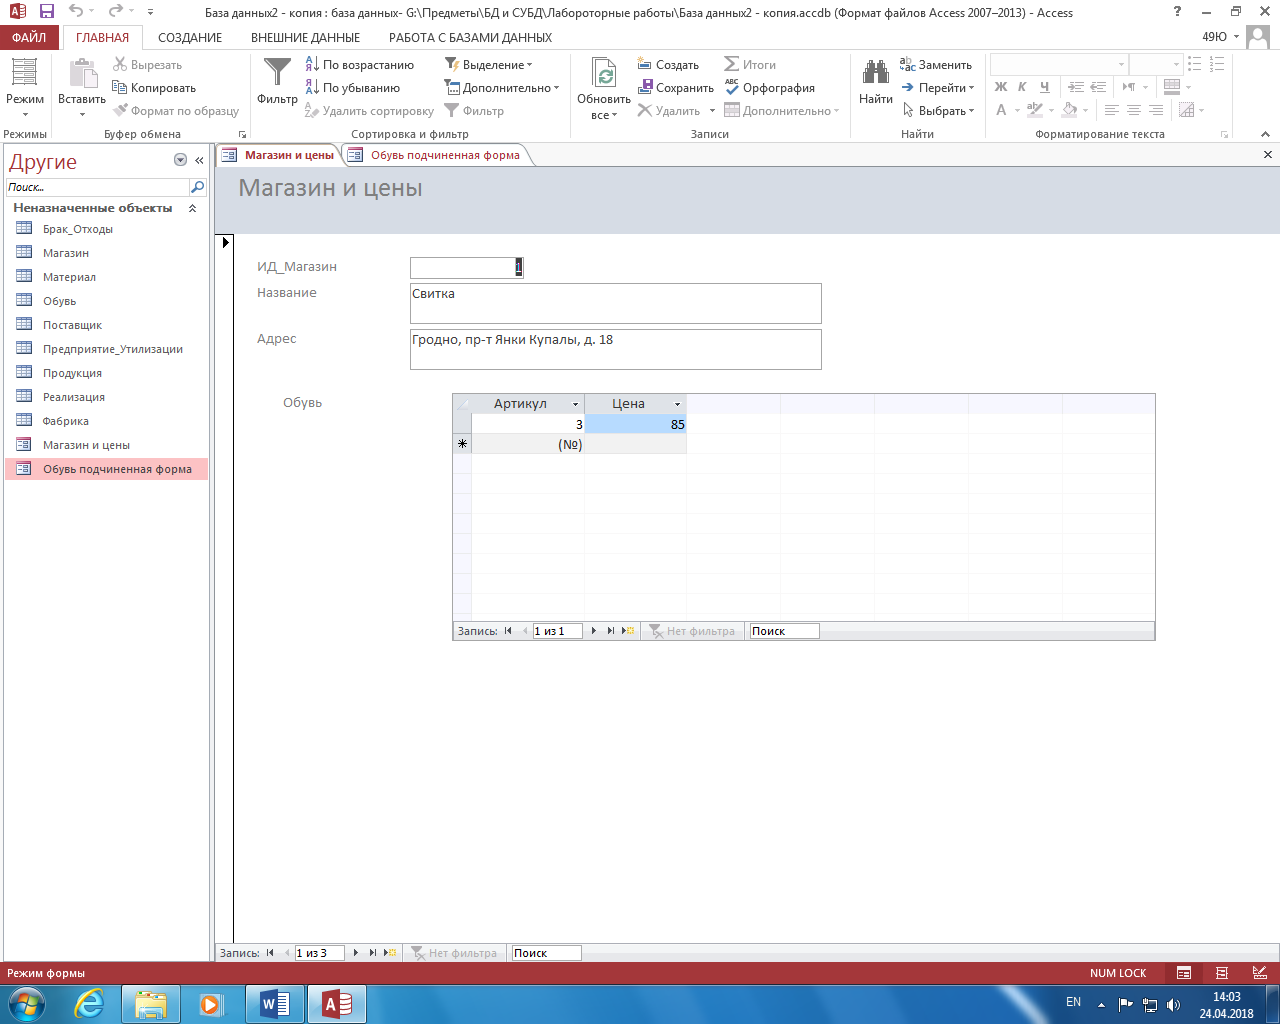 База данных2 - копия : база данных- G:\Предметы\БД и СУБД\Лабороторные работы\База данных2 - копия.accdb (Формат файлов Access 2007–2013) - Access
ФАЙЛ ГЛАВНАЯ СОЗДАНИЕ ВНЕШНИЕ ДАННЫЕ РАБОТА С БАЗАМИ ДАННЫХ 49Ю
Режим
Режимы
Вставить
Вырезать
Копировать
Формат по образцу
Буфер обмена
Фильтр
По возрастанию
По убыванию
Удалить сортировку
Выделение
Дополнительно
Фильтр
Сортировка и фильтр
Обновить все
Создать
Сохранить
Удалить
Итоги
Орфография
Дополнительно
Записи
Найти
Заменить
Перейти
Выбрать
Найти
Ж К Ч
А
Форматирование текста
Другие
Поиск...
Неназначенные объекты
Брак_Отходы
Магазин
Материал
Обувь
Поставщик
Предприятие_Утилизации
Продукция
Реализация
Фабрика
Магазин и цены
Обувь подчиненная форма
Магазин и цены Обувь подчиненная форма
Магазин и цены
ИД_Магазин 1
Название Свитка
Адрес Гродно, пр-т Янки Купалы, д. 18
Обувь
Артикул Цена
3 85
(№)
Запись: 1 из 1 Нет фильтра Поиск
Запись: 1 из 3 Нет фильтра Поиск
Режим формы NUM LOCK
EN 14:03
24.04.2018